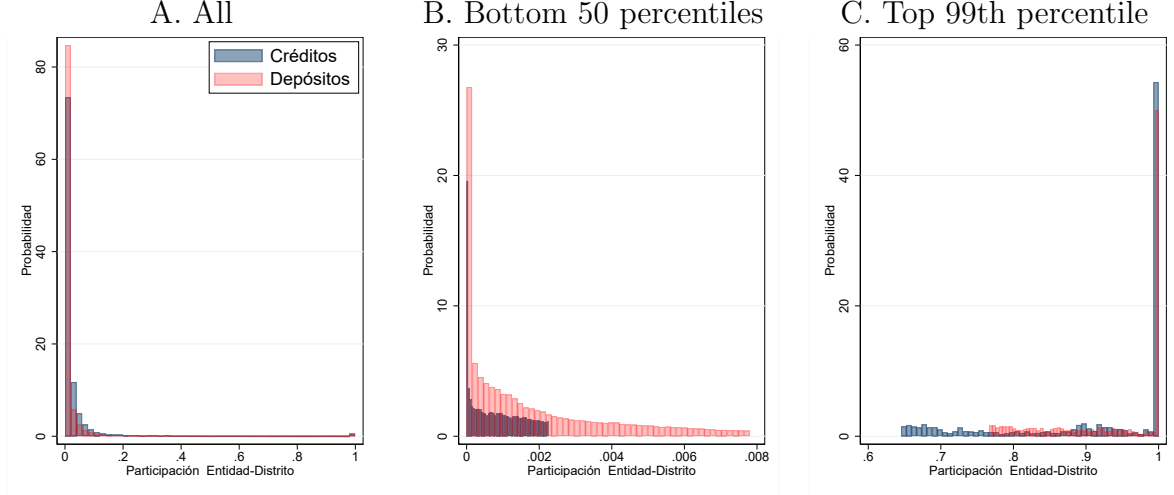 A. All
Probabilidad
0 20 40 60 80
0 .2 .4 .6 .8 1
Participación Entidad-Distrito
Créditos
Depósitos
B. Bottom 50 percentiles
Probabilidad
0 10 20 30
0 .002 .004 .006 .008
Participación Entidad-Distrito
C. Top 99th percentile
Probabilidad
0 20 40 60
.6 .7 .8 .9 1
Participación Entidad-Distrito